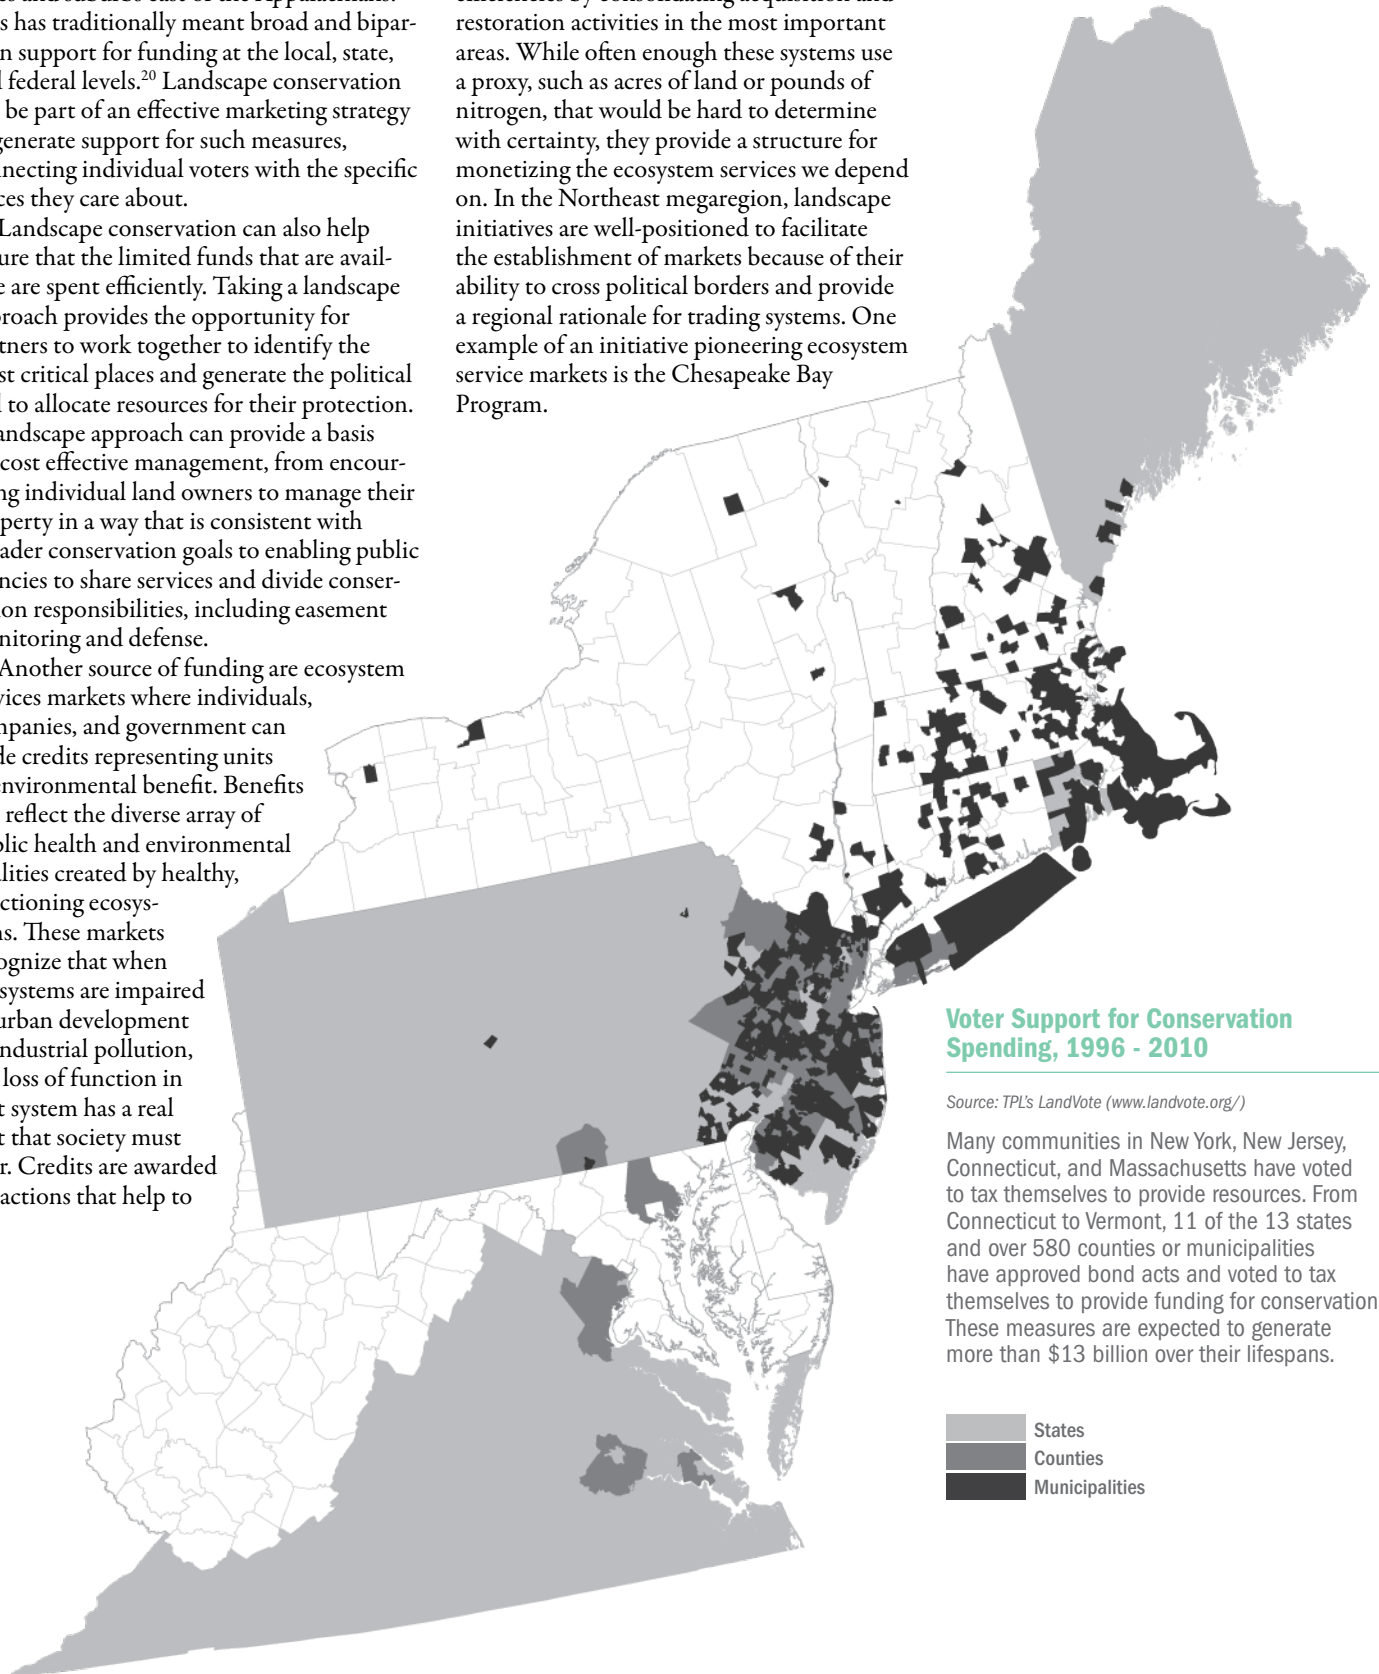 es and suburbs east of the Appalachians.
s has traditionally meant broad and bipar-
n support for funding at the local, state,
l federal levels.20 Landscape conservation
be part of an effective marketing strategy
generate support for such measures,
nnecting individual voters with the specific
ces they care about.
Landscape conservation can also help
ure that the limited funds that are avail-
e are spent efficiently. Taking a landscape
roach provides the opportunity for
tners to work together to identify the
st critical places and generate the political
l to allocate resources for their protection.
andscape approach can provide a basis
cost effective management, from encour-
ng individual land owners to manage their
perty in a way that is consistent with
ader conservation goals to enabling public
ncies to share services and divide conser-
ion responsibilities, including easement
nitoring and defense.
Another source of funding are ecosystem
vices markets where individuals,
mpanies, and government can
de credits representing units
environmental benefit. Benefits
reflect the diverse array of
blic health and environmental
alities created by healthy,
ctioning ecosys-
ns. These markets
ognize that when
systems are impaired
urban development
industrial pollution,
loss of function in
t system has a real
t that society must
r. Credits are awarded
actions that help to
efficiencies by consolidating acquisition and
restoration activities in the most important
areas. While often enough these systems use
a proxy, such as acres of land or pounds of
nitrogen, that would be hard to determine
with certainty, they provide a structure for
monetizing the ecosystem services we depend
on. In the Northeast megaregion, landscape
initiatives are well-positioned to facilitate
the establishment of markets because of their
ability to cross political borders and provide
a regional rationale for trading systems. One
example of an initiative pioneering ecosystem
service markets is the Chesapeake Bay
Program.
Voter Support for Conservation
Spending, 1996 - 2010
Source: TPL's LandVote (www.landvote.org/)
Many communities in New York, New Jersey,
Connecticut, and Massachusetts have voted
to tax themselves to provide resources. From
Connecticut to Vermont, 11 of the 13 states
and over 580 counties or municipalities
have approved bond acts and voted to tax
themselves to provide funding for conservation
These measures are expected to generate
more than $13 billion over their lifespans.
States
Counties
Municipalities